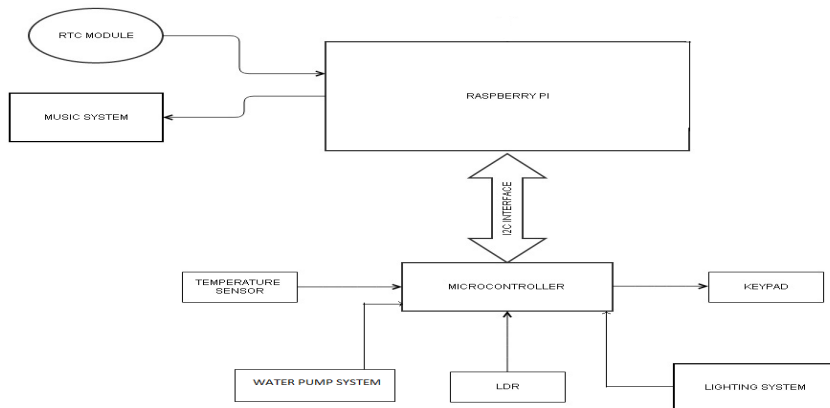 RTC MODULE
MUSIC SYSTEM
RASPBERRY PI
I2C INTERFACE
TEMPERATURE
SENSOR
MICROCONTROLLER
KEYPAD
WATER PUMP SYSTEM
LDR
LIGHTING SYSTEM